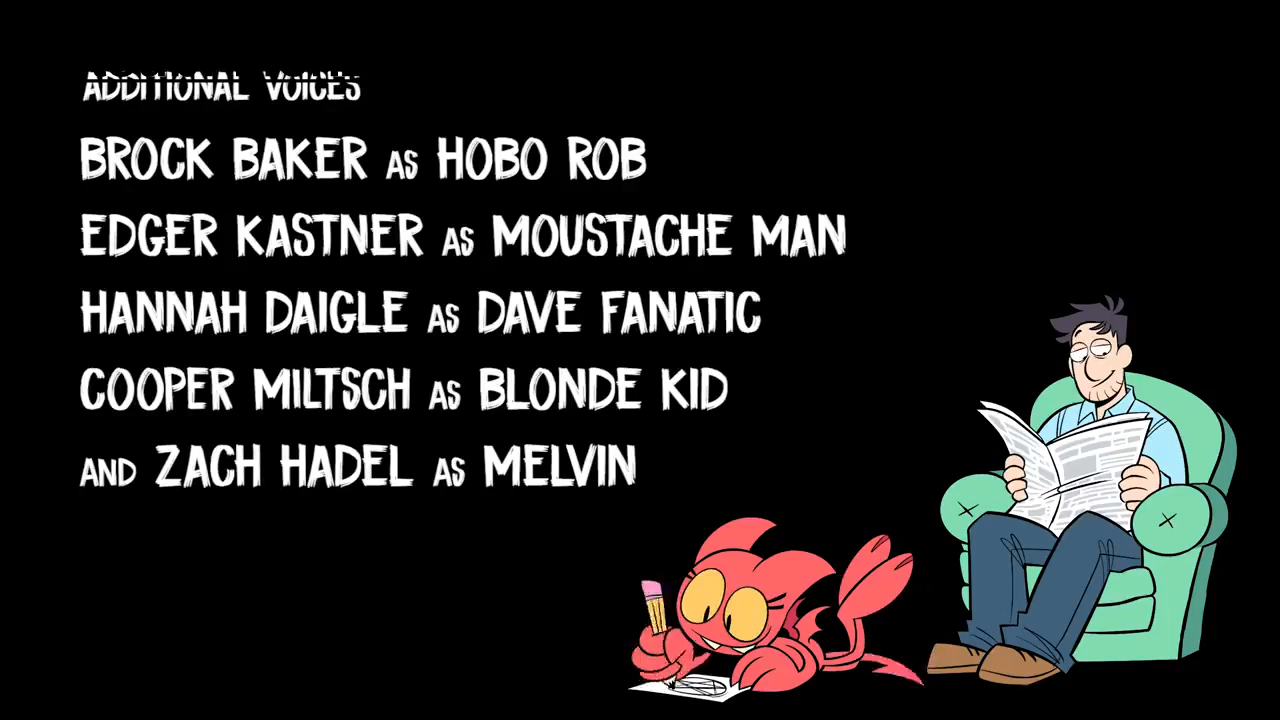 ADDITIONAL VOICES
BROCK BAKER AS HOBO ROB
EDGER KASTNER AS MOUSTACHE MAN
HANNAH DAIGLE AS DAVE FANATIC
COOPER MILTSCH AS BLONDE KID
AND ZACH HADEL AS MELVIN